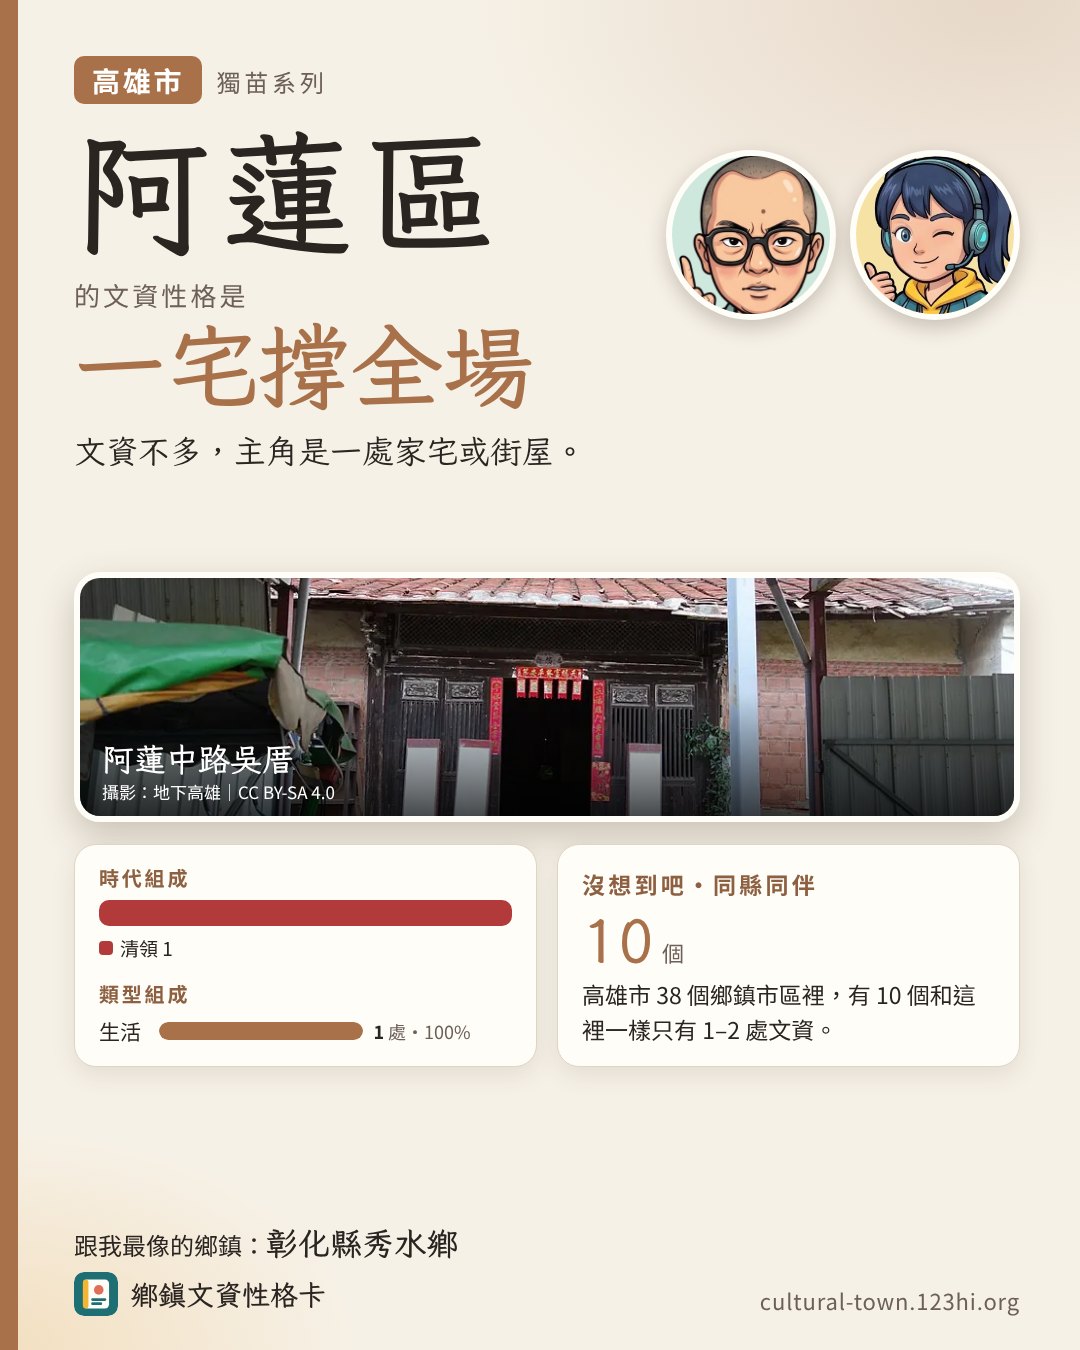 高雄市 獨苗系列
阿蓮區
的文資性格是
一宅撐全場
文資不多，主角是一處家宅或街屋。
阿蓮中路吳厝
攝影：地下高雄｜CC BY-SA 4.0
時代組成
清領 1
類型組成
生活 1 處・100%
沒想到吧・同縣同伴
10 個
高雄市 38 個鄉鎮市區裡，有 10 個和這
裡一樣只有 1–2 處文資。
跟我最像的鄉鎮：彰化縣秀水鄉
鄉鎮文資性格卡
cultural-town.123hi.org